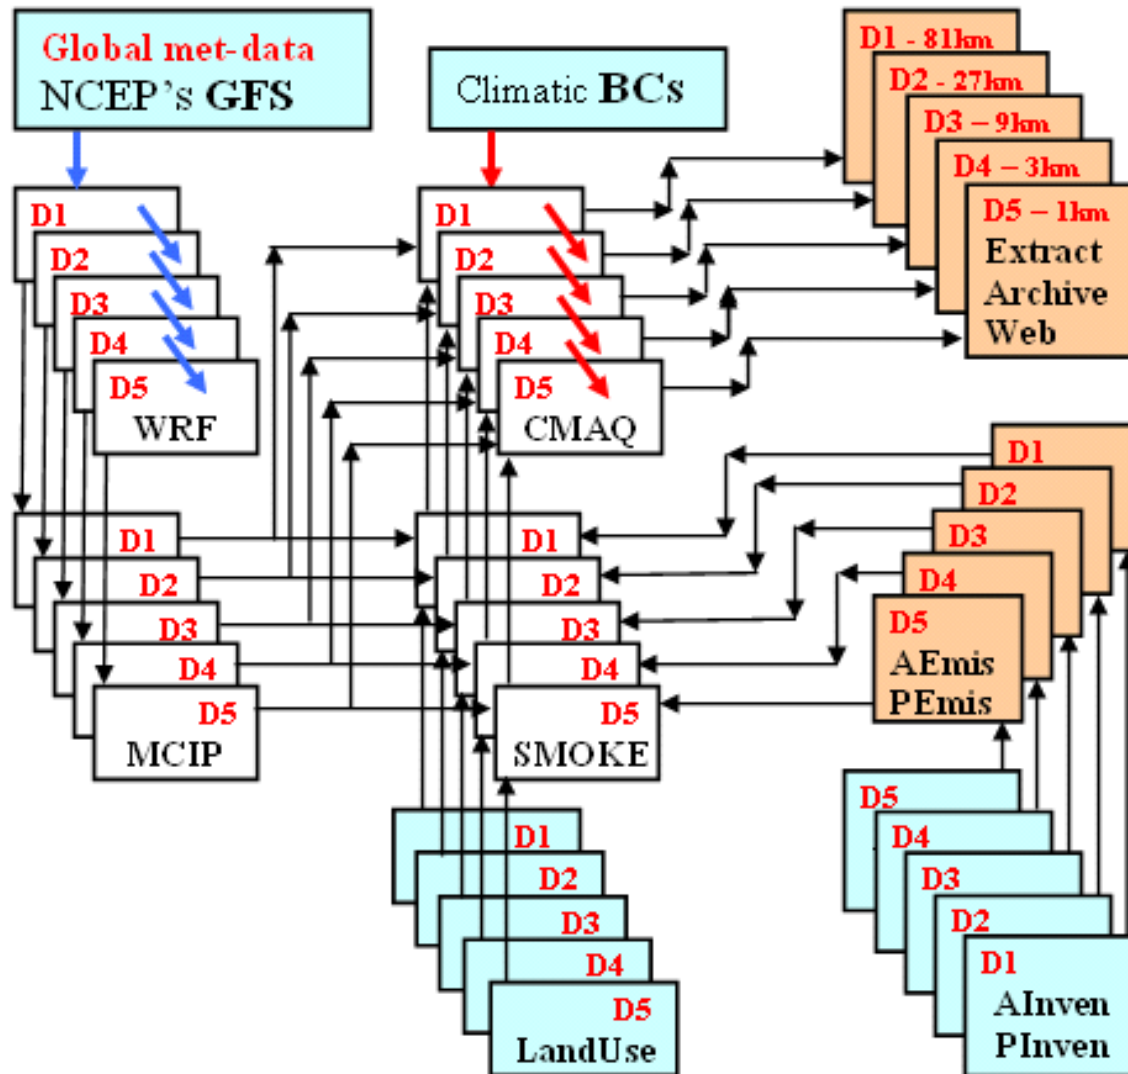 Global met-data
NCEP's GFS
Climatic BCs
D1 - 81km
D2 - 27km
D3 – 9km
D4 – 3km
D5 – 1km
Extract
Archive
Web
D1
D2
D3
D4
D5
WRF
D1
D2
D3
D4
D5
CMAQ
D1
D2
D3
D4
D5
MCIP
D1
D2
D3
D4
D5
SMOKE
D1
D2
D3
D4
D5
AEmis
PEmis
D1
D2
D3
D4
D5
LandUse
D5
D4
D3
D2
D1
AInven
PInven